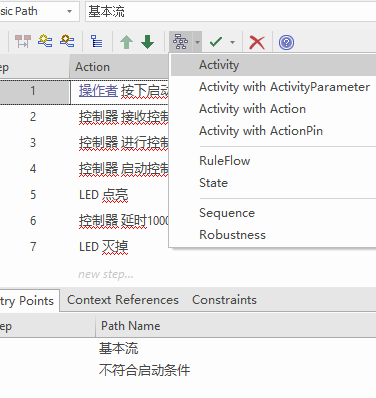 sic Path 基本流
ep Action
1 操作者 按下启动
2 控制器 接收控制
3 控制器 进行控制
4 控制器 启动控制
5 LED 点亮
6 控制器 延时1000
7 LED 灭掉
new step...
Activity
Activity with ActivityParameter
Activity with Action
Activity with ActionPin
RuleFlow
State
Sequence
Robustness
try Points Context References Constraints
ep Path Name
基本流
不符合启动条件